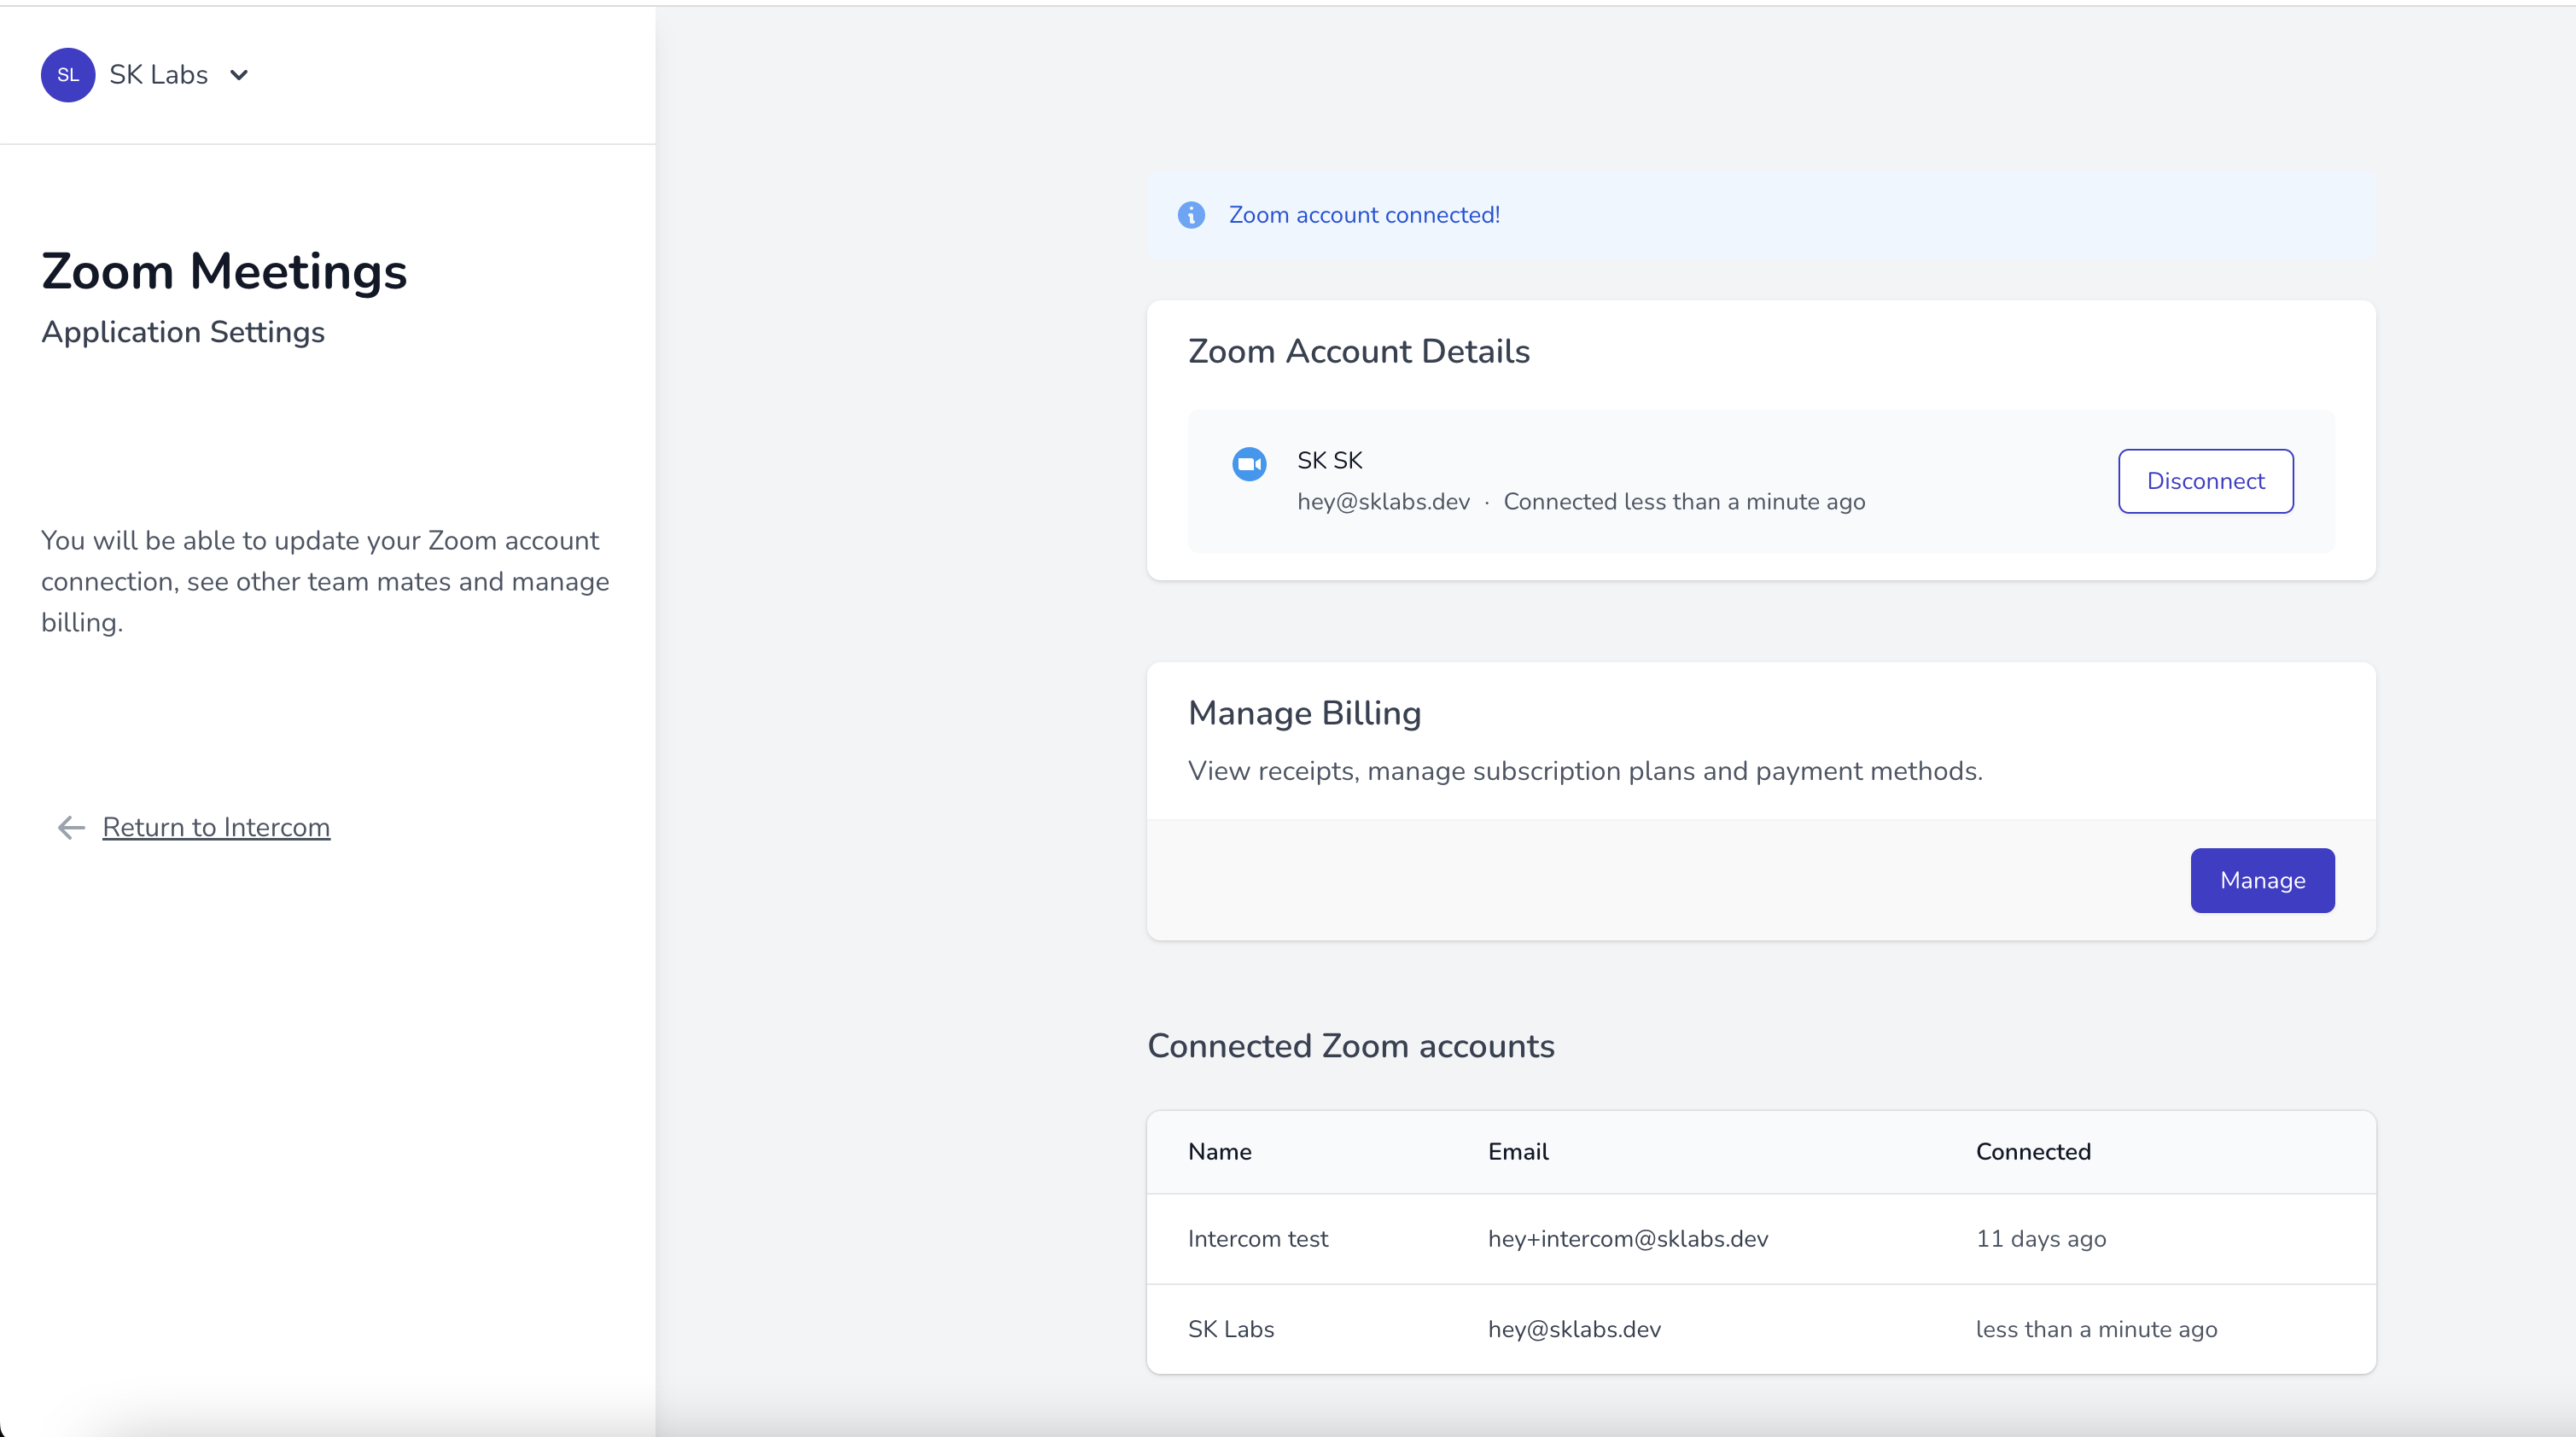 SL SK Labs
Zoom Meetings
Application Settings
You will be able to update your Zoom account
connection, see other team mates and manage
billing.
Return to Intercom
Zoom account connected!
Zoom Account Details
SK SK
hey@sklabs.dev · Connected less than a minute ago
Disconnect
Manage Billing
View receipts, manage subscription plans and payment methods.
Manage
Connected Zoom accounts
Name Email Connected
Intercom test hey+intercom@sklabs.dev 11 days ago
SK Labs hey@sklabs.dev less than a minute ago